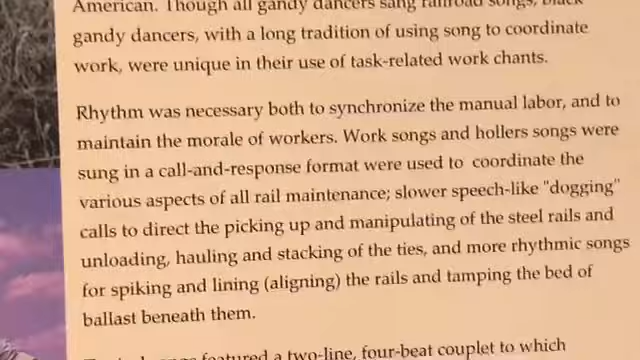 American. Though all gandy dancers sang railroad songs, black
gandy dancers, with a long tradition of using song to coordinate
work, were unique in their use of task-related work chants.
Rhythm was necessary both to synchronize the manual labor, and to
maintain the morale of workers. Work songs and hollers songs were
sung in a call-and-response format were used to coordinate the
various aspects of all rail maintenance; slower speech-like "dogging"
calls to direct the picking up and manipulating of the steel rails and
unloading, hauling and stacking of the ties, and more rhythmic songs
for spiking and lining (aligning) the rails and tamping the bed of
ballast beneath them.
featured a two-line, four-beat couplet to which